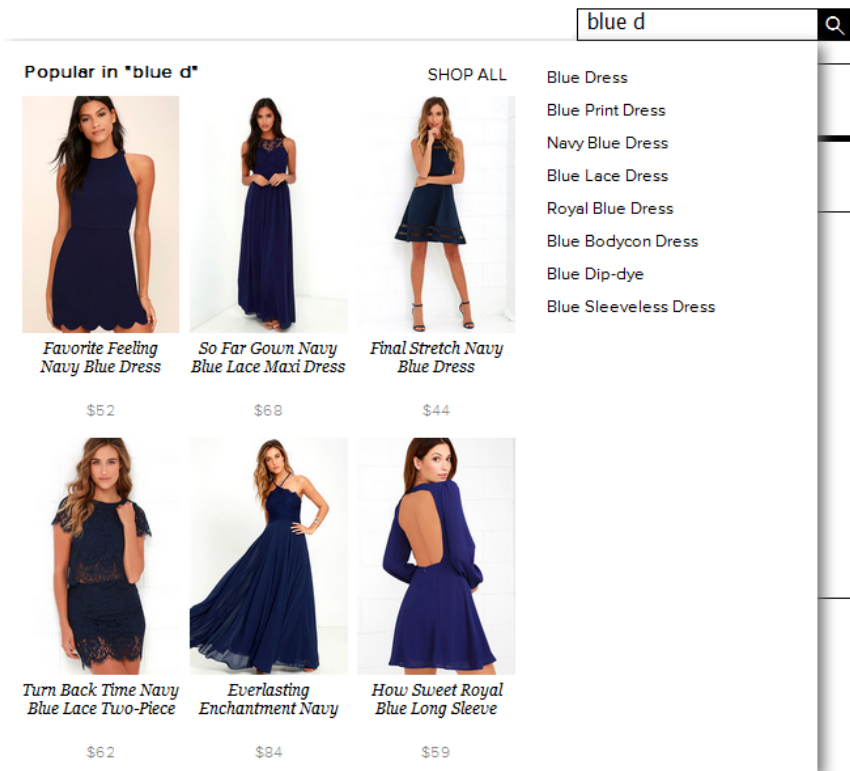 blue d
Popular in "blue d"
SHOP ALL
Favorite Feeling
Navy Blue Dress
$52
So Far Gown Navy
Blue Lace Maxi Dress
$68
Final Stretch Navy
Blue Dress
$44
Turn Back Time Navy
Blue Lace Two-Piece
$62
Everlasting
Enchantment Navy
$84
How Sweet Royal
Blue Long Sleeve
$59
Blue Dress
Blue Print Dress
Navy Blue Dress
Blue Lace Dress
Royal Blue Dress
Blue Bodycon Dress
Blue Dip-dye
Blue Sleeveless Dress